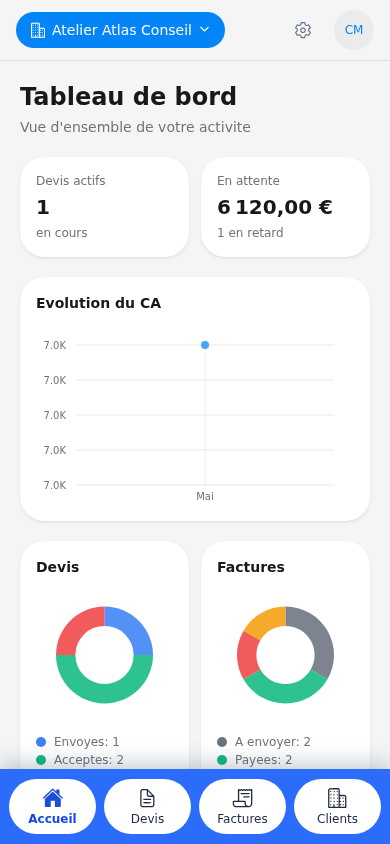 Atelier Atlas Conseil
CM
Tableau de bord
Vue d'ensemble de votre activite
Devis actifs
1
en cours
En attente
6 120,00 €
1 en retard
Evolution du CA
7.0K
7.0K
7.0K
7.0K
7.0K
Mai
Devis
Envoyes: 1
Acceptes: 2
Factures
A envoyer: 2
Payees: 2
Accueil
Devis
Factures
Clients